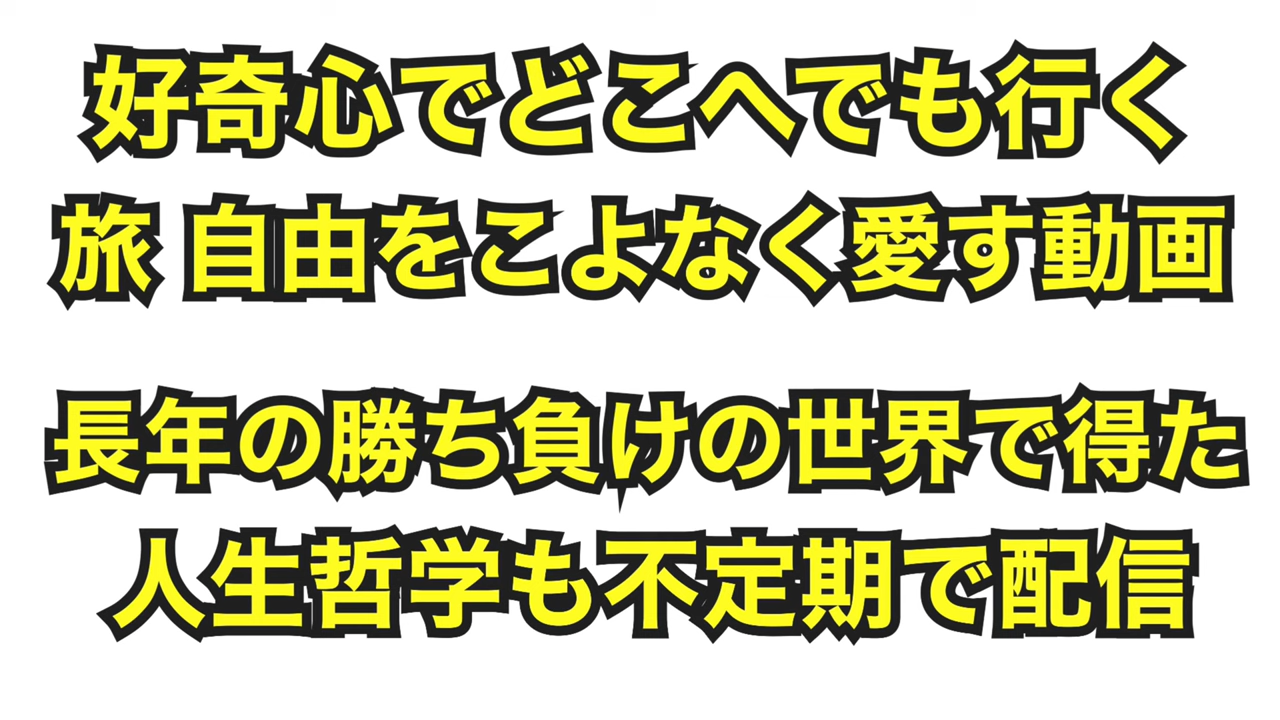 好奇心でどこへでも行く
旅 自由をこよなく愛す動画
長年の勝ち負けの世界で得た
人生哲学も不定期で配信